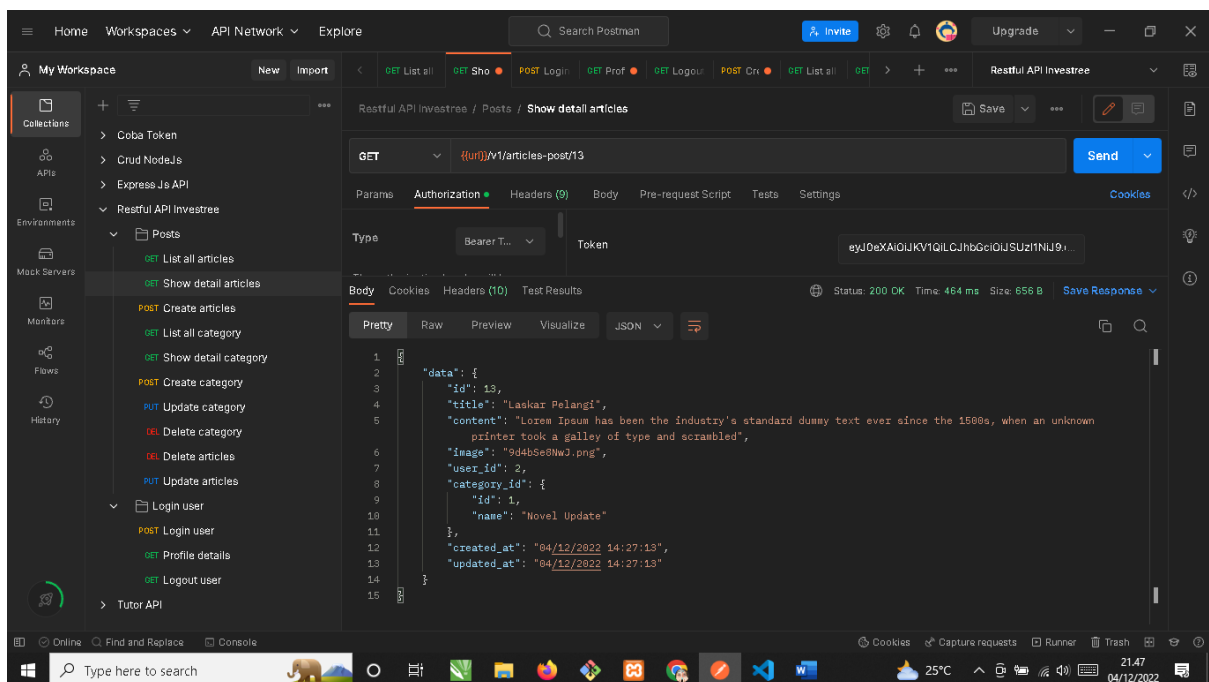 Home Workspaces API Network Explore Search Postman Invite Upgrade
My Workspace New Import GET List all GET Sho POST Login GET Prof GET Logou POST Cre GET List all GET Restful API Investree
Collections
APIs
Environments
Mock Servers
Monitors
Flows
History
Coba Token
Crud NodeJs
Express Js API
Restful API Investree
Posts
GET List all articles
GET Show detail articles
POST Create articles
GET List all category
GET Show detail category
POST Create category
PUT Update category
DEL Delete category
DEL Delete articles
PUT Update articles
Login user
POST Login user
GET Profile details
GET Logout user
Tutor API
Restful API Investree / Posts / Show detail articles Save
GET {{url}}/v1/articles-post/13 Send
Params Authorization Headers (9) Body Pre-request Script Tests Settings Cookies
Type Bearer T... Token eyJ0eXAiOiJKV1QiLCJhbGciOiJSUzI1NiJ9.
Body Cookies Headers (10) Test Results Status: 200 OK Time: 464 ms Size: 656 B Save Response
Pretty Raw Preview Visualize JSON
1 {
2 "data": {
3 "id": 13,
4 "title": "Laskar Pelangi",
5 "content": "Lorem Ipsum has been the industry's standard dummy text ever since the 1500s, when an unknown
printer took a galley of type and scrambled",
6 "image": "9d4bSe8NwJ.png",
7 "user_id": 2,
8 "category_id": {
9 "id": 1,
10 "name": "Novel Update"
11 },
12 "created_at": "04/12/2022 14:27:13",
13 "updated_at": "04/12/2022 14:27:13"
14 }
15 }
Online Find and Replace Console Cookies Capture requests Runner Trash
Type here to search 25°C 21.47
04/12/2022